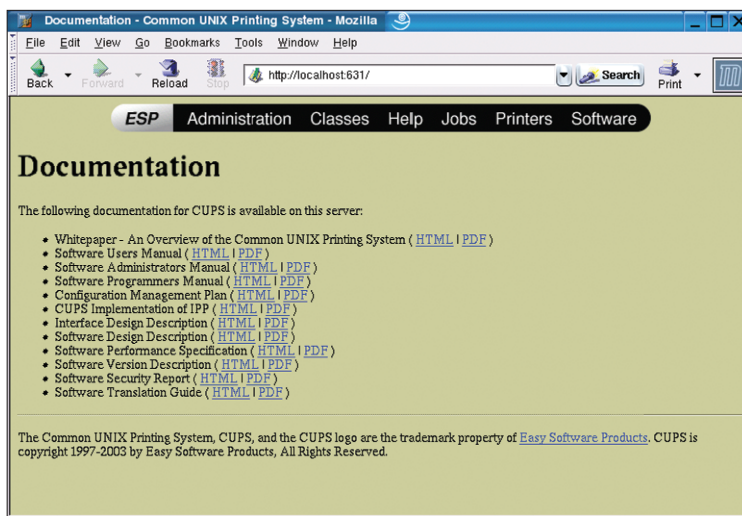 Documentation - Common UNIX Printing System - Mozilla
File Edit View Go Bookmarks Tools Window Help
Back Forward Reload Stop http://localhost:631/ Search Print
ESP Administration Classes Help Jobs Printers Software
Documentation
The following documentation for CUPS is available on this server:
Whitepaper - An Overview of the Common UNIX Printing System ( HTML | PDF )
Software Users Manual ( HTML | PDF )
Software Administrators Manual ( HTML | PDF )
Software Programmers Manual ( HTML | PDF )
Configuration Management Plan ( HTML | PDF )
CUPS Implementation of IPP ( HTML | PDF )
Interface Design Description ( HTML | PDF )
Software Design Description ( HTML | PDF )
Software Performance Specification ( HTML | PDF )
Software Version Description ( HTML | PDF )
Software Security Report ( HTML | PDF )
Software Translation Guide ( HTML | PDF )
The Common UNIX Printing System, CUPS, and the CUPS logo are the trademark property of Easy Software Products. CUPS is
copyright 1997-2003 by Easy Software Products, All Rights Reserved.